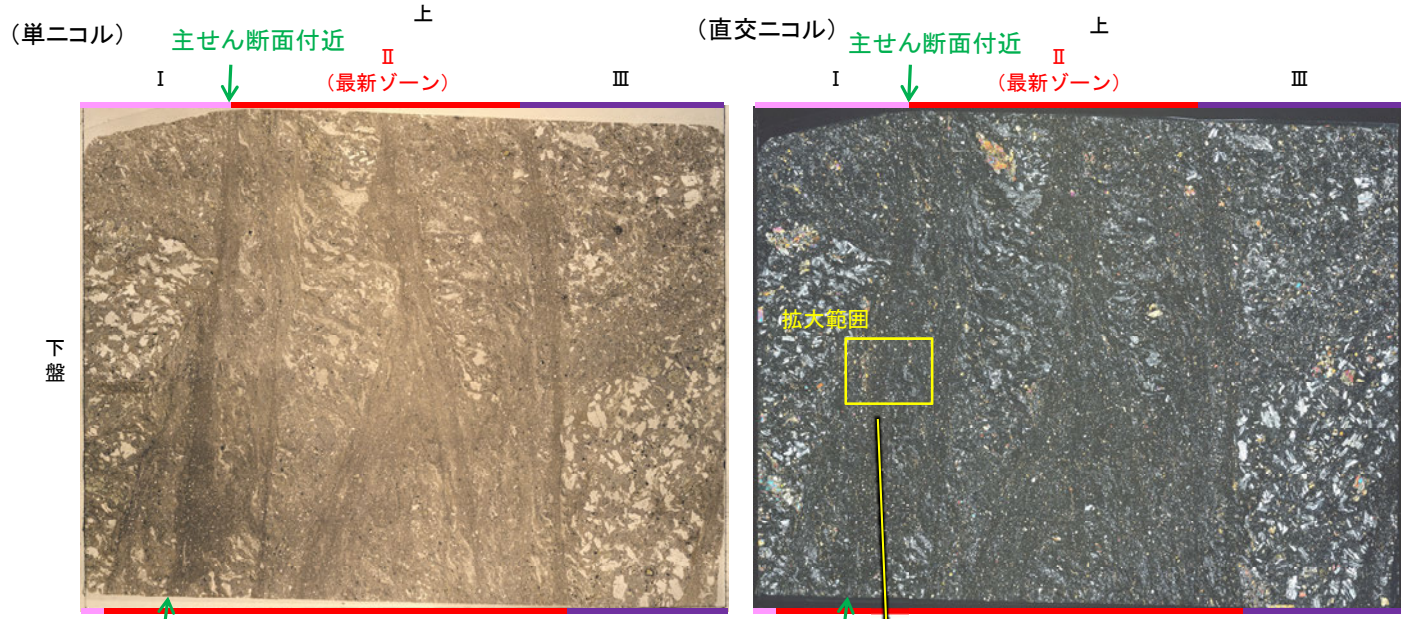 （単ニコル）
上
主せん断面付近
Ⅰ
Ⅱ
（最新ゾーン）
Ⅲ
下
盤
（直交ニコル）
上
主せん断面付近
Ⅰ
Ⅱ
（最新ゾーン）
Ⅲ
拡大範囲